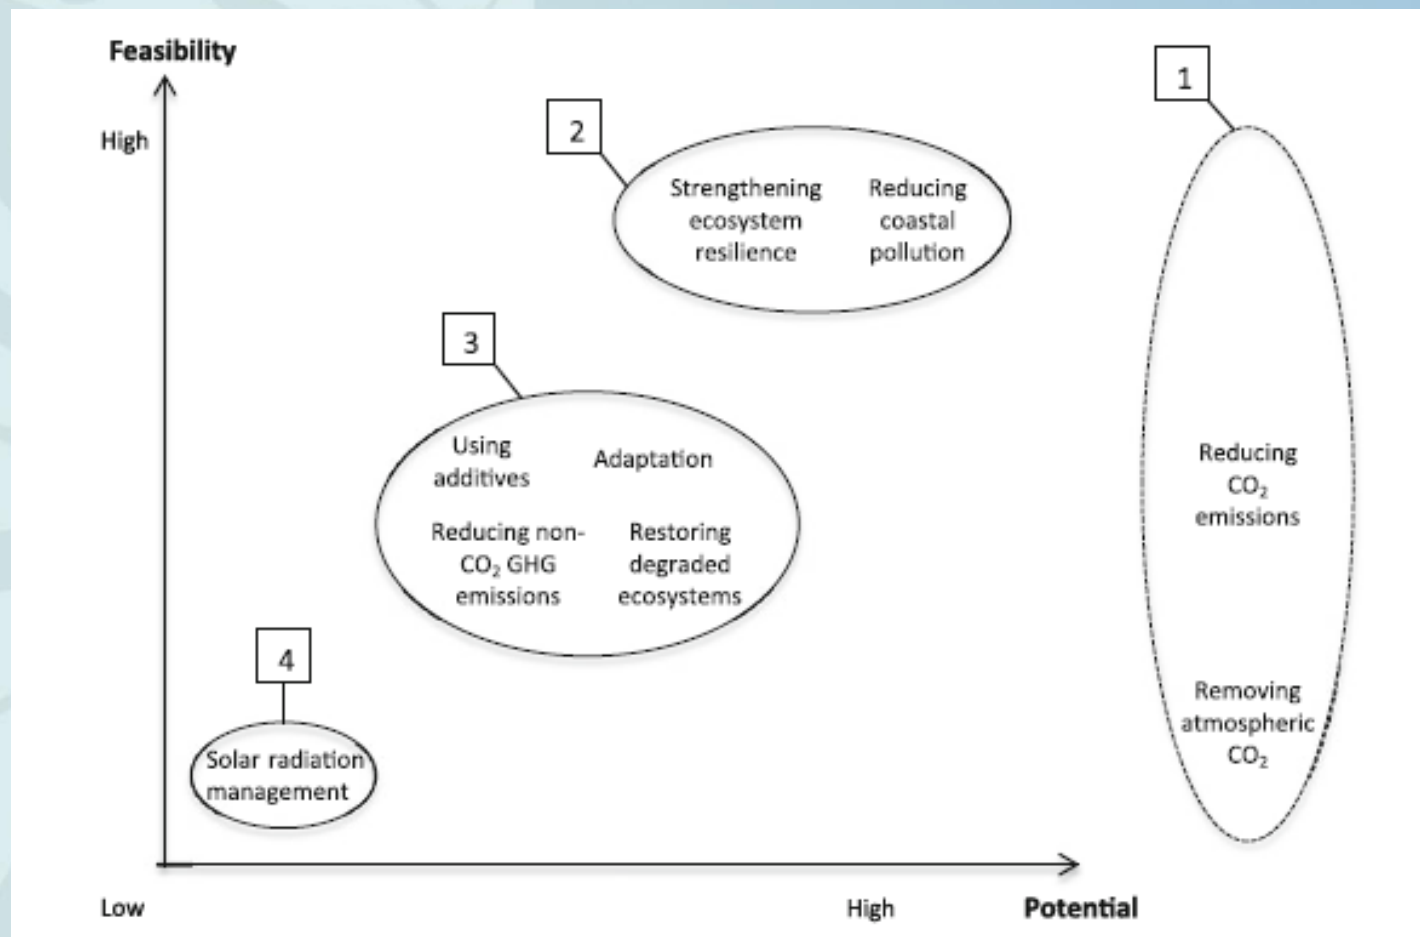 Feasibility
High
1
2
Strengthening
ecosystem
resilience
Reducing
coastal
pollution
3
Using
additives
Adaptation
Reducing non-
CO₂ GHG
emissions
Restoring
degraded
ecosystems
Reducing
CO₂
emissions
4
Solar radiation
management
Removing
atmospheric
CO₂
Low
High
Potential